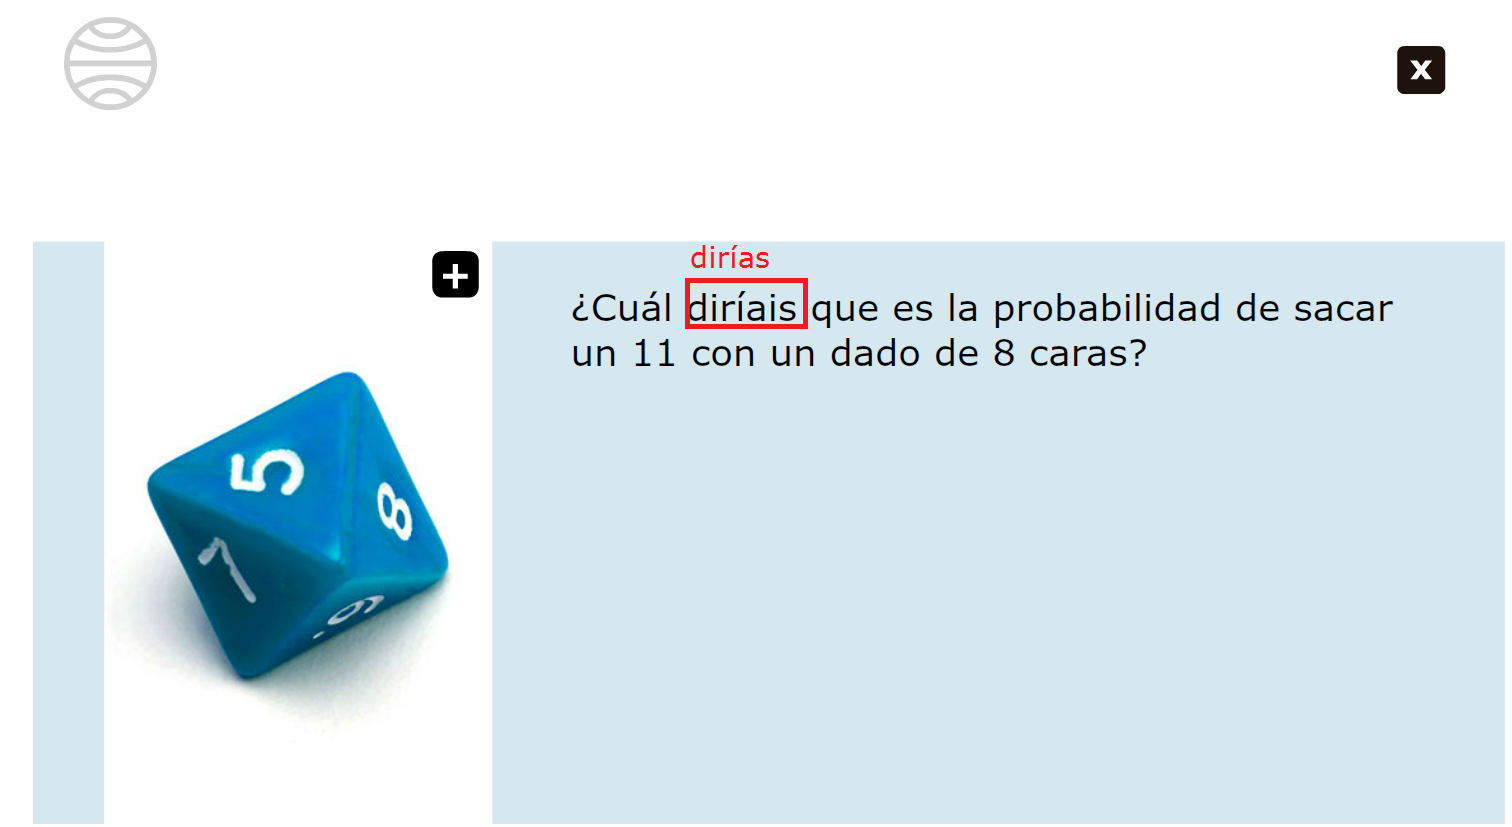 x
+
dirías
¿Cuál diríais que es la probabilidad de sacar
un 11 con un dado de 8 caras?
5
8
7
6.